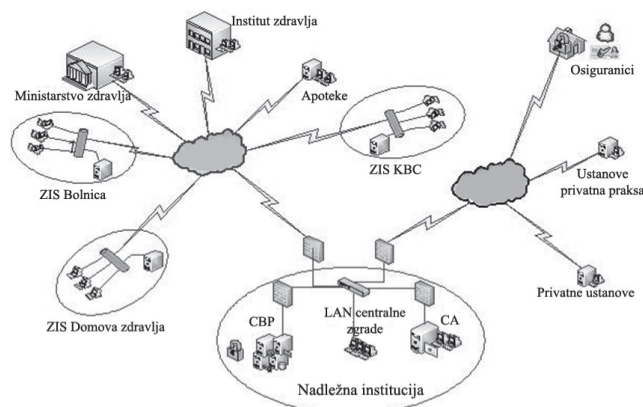 Institut zdravlja
Osiguranici
Ministarstvo zdravlja
Apoteke
ZIS Bolnica
ZIS KBC
Ustanove
privatna praksa
ZIS Domova zdravlja
Privatne ustanove
CBP
LAN centralne
zgrade
CA
Nadležna institucija